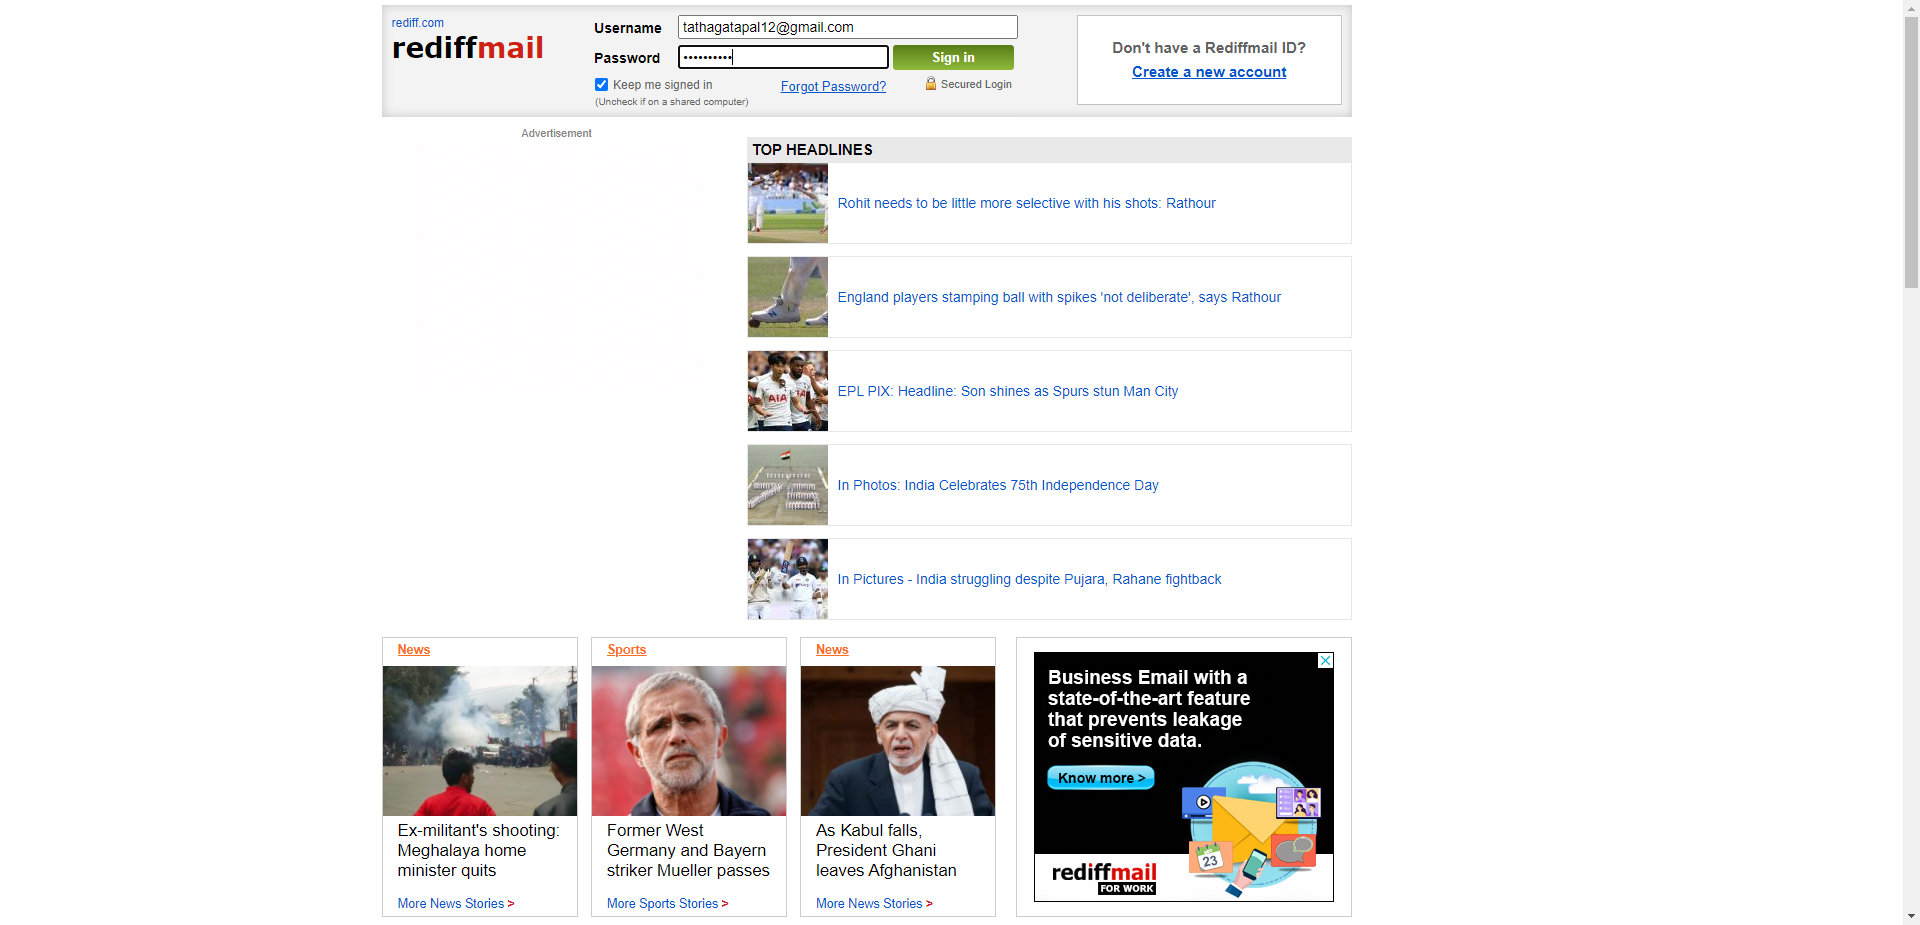 rediff.com
rediffmail
Username
tathagatapal12@gmail.com
Password
••••••••••
Sign in
Keep me signed in
(Uncheck if on a shared computer)
Forgot Password?
Secured Login
Don't have a Rediffmail ID?
Create a new account
Advertisement
TOP HEADLINES
Rohit needs to be little more selective with his shots: Rathour
England players stamping ball with spikes 'not deliberate', says Rathour
AIA
AIA
EPL PIX: Headline: Son shines as Spurs stun Man City
In Photos: India Celebrates 75th Independence Day
In Pictures - India struggling despite Pujara, Rahane fightback
News
Ex-militant's shooting:
Meghalaya home
minister quits
More News Stories >
Sports
Former West
Germany and Bayern
striker Mueller passes
More Sports Stories >
News
As Kabul falls,
President Ghani
leaves Afghanistan
More News Stories >
Business Email with a
state-of-the-art feature
that prevents leakage
of sensitive data.
Know more >
23
rediffmail
FOR WORK